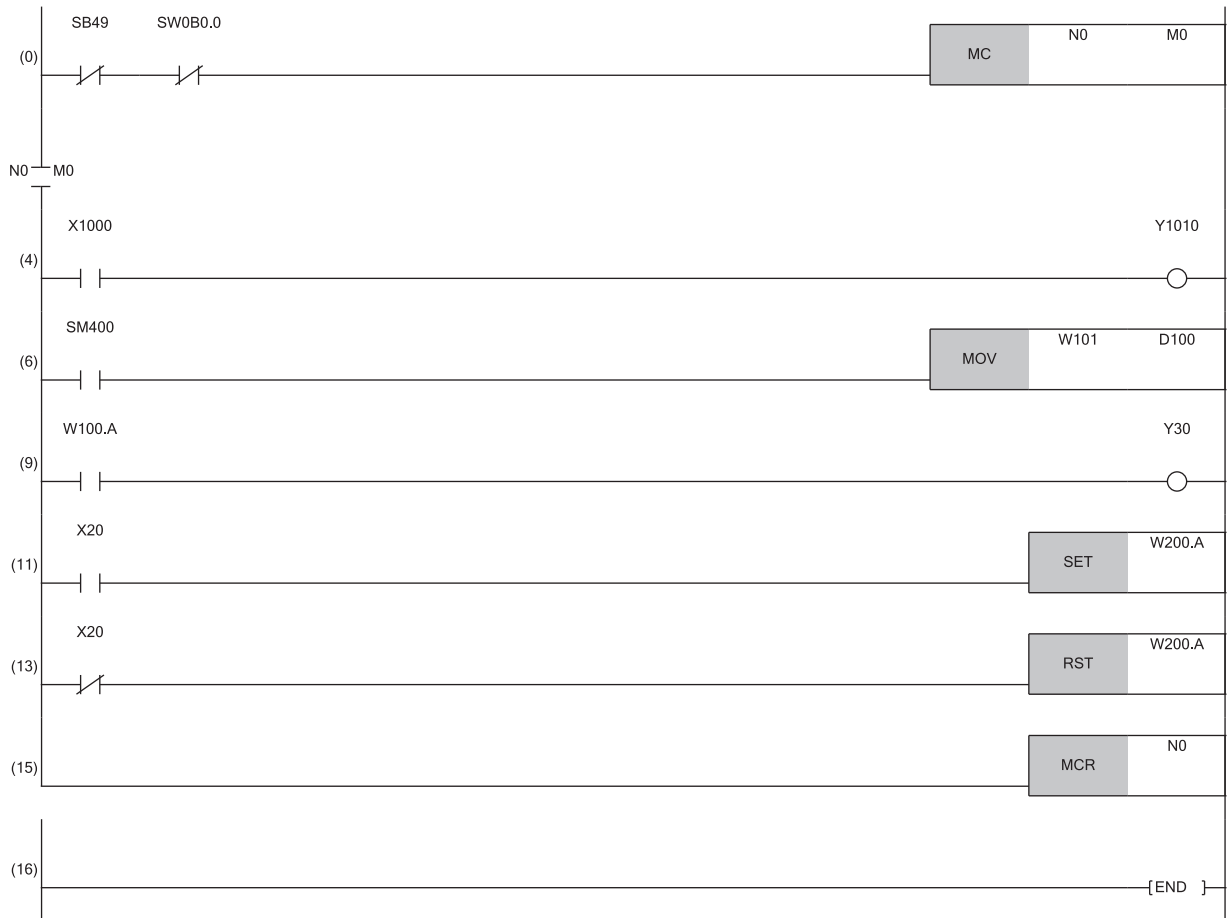 SB49 SW0B0.0
(0) MC N0 M0
N0 M0
X1000 Y1010
(4)
SM400
(6) MOV W101 D100
W100.A Y30
(9)
X20
(11) SET W200.A
X20
(13) RST W200.A
(15) MCR N0
(16) [END ]